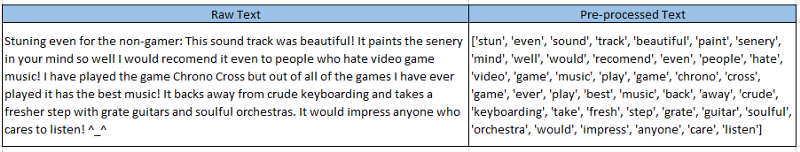 Raw Text
Pre-processed Text
Stuning even for the non-gamer: This sound track was beautiful! It paints the senery
in your mind so well I would recomend it even to people who hate video game
music! I have played the game Chrono Cross but out of all of the games I have ever
played it has the best music! It backs away from crude keyboarding and takes a
fresher step with grate guitars and soulful orchestras. It would impress anyone who
cares to listen! ^_^
['stun', 'even', 'sound', 'track', 'beautiful', 'paint', 'senery',
'mind', 'well', 'would', 'recomend', 'even', 'people', 'hate',
'video', 'game', 'music', 'play', 'game', 'chrono', 'cross',
'game', 'ever', 'play', 'best', 'music', 'back', 'away', 'crude',
'keyboarding', 'take', 'fresh', 'step', 'grate', 'guitar', 'soulful',
'orchestra', 'would', 'impress', 'anyone', 'care', 'listen']